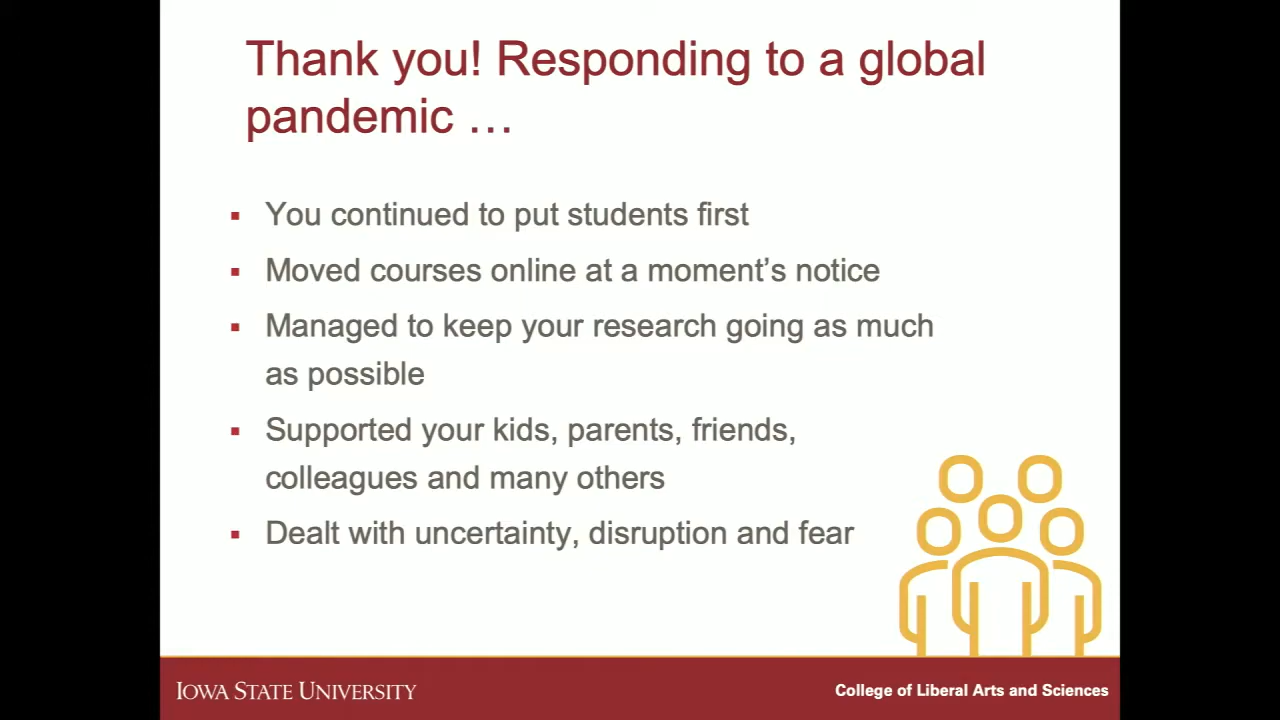 Thank you! Responding to a global
pandemic …
▪ You continued to put students first
▪ Moved courses online at a moment’s notice
▪ Managed to keep your research going as much
as possible
▪ Supported your kids, parents, friends,
colleagues and many others
▪ Dealt with uncertainty, disruption and fear
IOWA STATE UNIVERSITY
College of Liberal Arts and Sciences